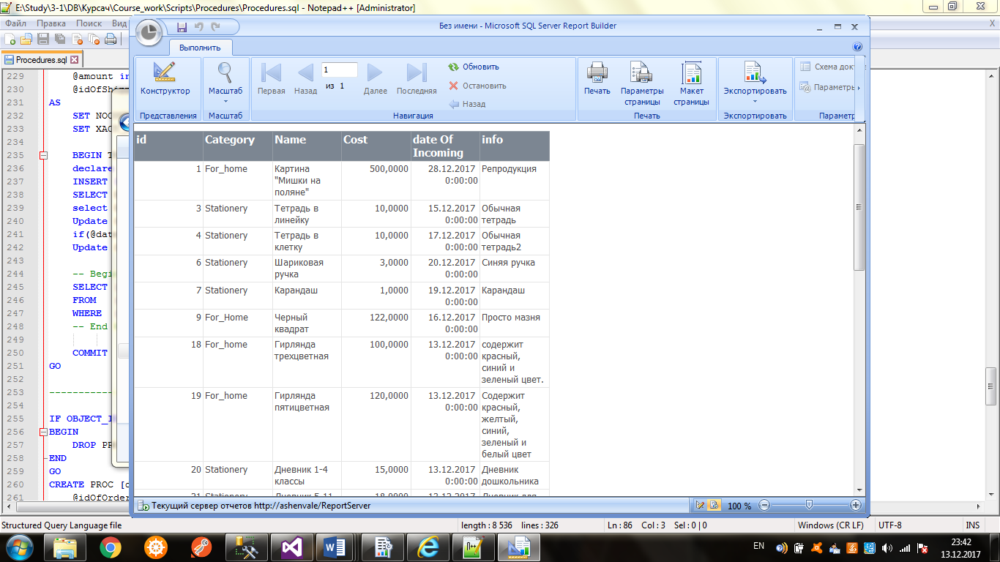 E:\Study\3-1\DB\Курсач\Course_work\Scripts\Procedures\Procedures.sql - Notepad++ [Administrator]
Файл Правка Поиск Вид
X
Procedures.sql
Без имени - Microsoft SQL Server Report Builder
Выполнить
Конструктор
Представления
Масштаб
Масштаб
Первая
Назад
1
из 1
Далее
Последняя
Обновить
Остановить
Назад
Навигация
Печать
Параметры страницы
Макет страницы
Печать
Экспортировать
Экспортировать
Схема док
Параметры
Парамет
id Category Name Cost date Of Incoming info
1 For_home Картина "Мишки на поляне" 500,0000 28.12.2017 0:00:00 Репродукция
3 Stationery Тетрадь в линейку 10,0000 15.12.2017 0:00:00 Обычная тетрадь
4 Stationery Тетрадь в клетку 10,0000 17.12.2017 0:00:00 Обычная тетрадь2
6 Stationery Шариковая ручка 3,0000 20.12.2017 0:00:00 Синяя ручка
7 Stationery Карандаш 1,0000 19.12.2017 0:00:00 Карандаш
9 For_Home Черный квадрат 122,0000 16.12.2017 0:00:00 Просто мазня
18 For_home Гирлянда трехцветная 100,0000 13.12.2017 0:00:00 содержит красный, синий и зеленый цвет.
19 For_home Гирлянда пятицветная 120,0000 13.12.2017 0:00:00 Содержит красный, желтый, синий, зеленый и белый цвет
20 Stationery Дневник 1-4 классы 15,0000 13.12.2017 0:00:00 Дневник дошкольника
21 Stationery Дневник 5-11 18,0000 13.12.2017 Дневник для
Текущий сервер отчетов http://ashenvale/ReportServer
100 %
229 @amount in
230 @idOfShi
231 AS
232 SET NOC
233 SET XAC
234
235 BEGIN T
236 declare
237 INSERT
238 SELECT
239 select
240 Update
241 if(@dat
242 Update
243
244 -- Begi
245 SELECT
246 FROM
247 WHERE
248 -- End
249
250 COMMIT
251 GO
252
253 -----------
254
255 IF OBJECT_I
256 BEGIN
257 DROP PR
258 END
259 GO
260 CREATE PROC [d
261 @idOfOrder
Structured Query Language file
length : 8 536 lines : 326
Ln : 86 Col : 3 Sel : 0 | 0
Windows (CR LF)
UTF-8
INS
EN
23:42
13.12.2017